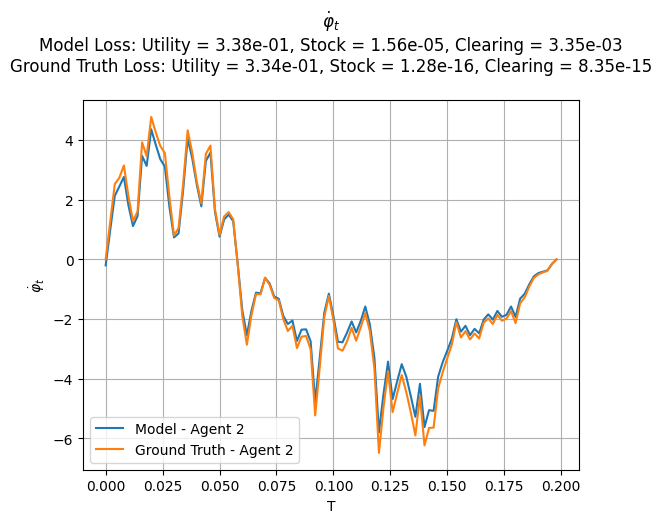 φ̇ₜ
Model Loss: Utility = 3.38e-01, Stock = 1.56e-05, Clearing = 3.35e-03
Ground Truth Loss: Utility = 3.34e-01, Stock = 1.28e-16, Clearing = 8.35e-15
4
2
0
−2
−4
−6
φ̇ₜ
Model - Agent 2
Ground Truth - Agent 2
0.000 0.025 0.050 0.075 0.100 0.125 0.150 0.175 0.200
T